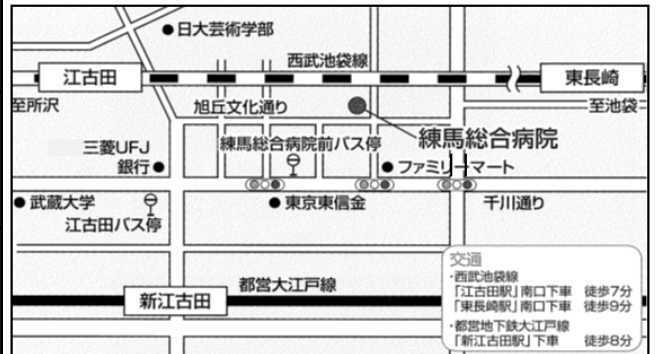 日大芸術学部
西武池袋線
江古田
東長崎
至所沢
至池袋
旭丘文化通り
練馬総合病院
三菱UFJ
銀行
練馬総合病院前バス停
ファミリーマート
武蔵大学
江古田バス停
東京東信金
千川通り
都営大江戸線
新江古田
交通
・西武池袋線
「江古田駅」南口下車 徒歩7分
「東長崎駅」南口下車 徒歩9分
・都営地下鉄大江戸線
「新江古田駅」下車 徒歩8分